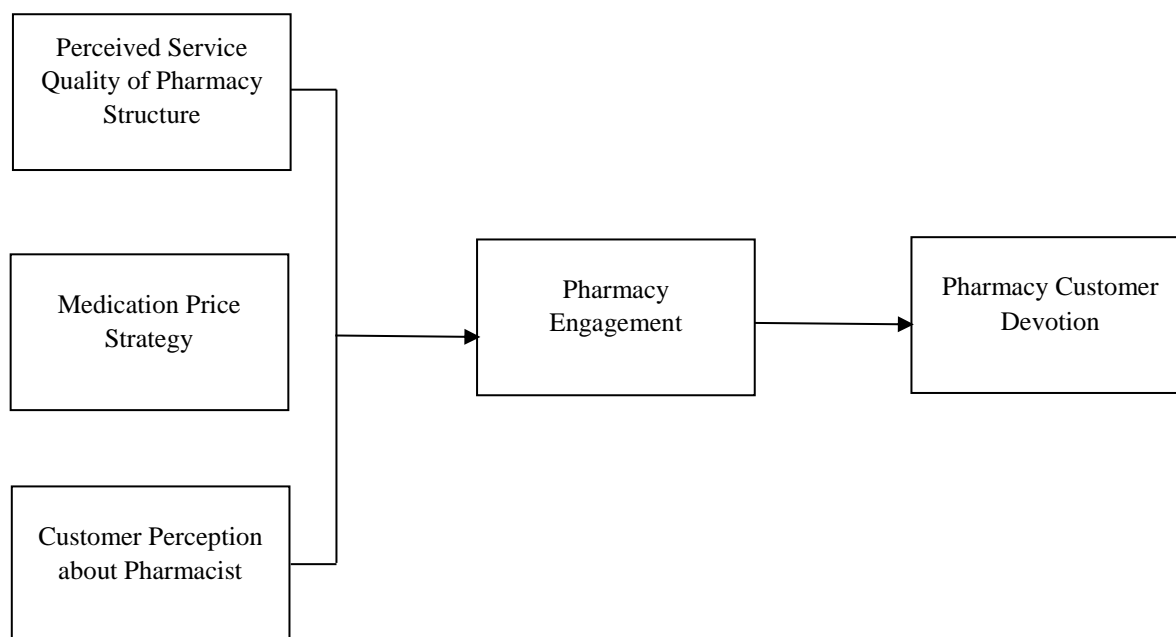 Perceived Service
Quality of Pharmacy
Structure
Medication Price
Strategy
Customer Perception
about Pharmacist
Pharmacy
Engagement
Pharmacy Customer
Devotion